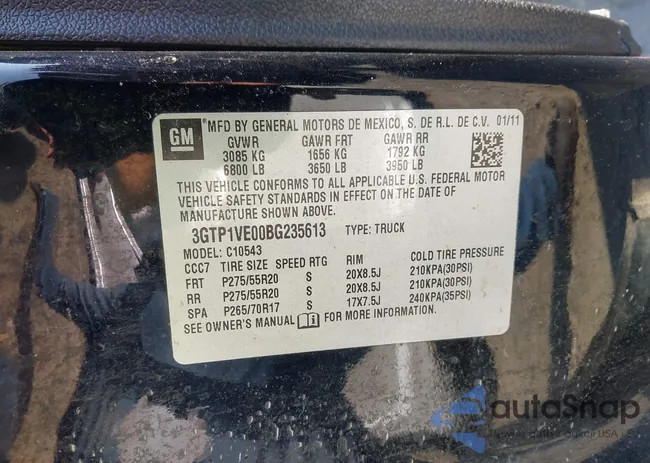 GM
*MFD BY GENERAL MOTORS DE MEXICO, S. DE R.L. DE C.V. 01/11
GVWR GAWR FRT GAWR RR
3085 KG 1656 KG 1792 KG
6800 LB 3650 LB 3950 LB
THIS VEHICLE CONFORMS TO ALL APPLICABLE U.S. FEDERAL MOTOR
VEHICLE SAFETY STANDARDS IN EFFECT ON THE DATE OF
MANUFACTURE SHOWN ABOVE.
3GTP1VE00BG235613 TYPE: TRUCK
MODEL: C10543
CCC7 TIRE SIZE SPEED RTG RIM COLD TIRE PRESSURE
FRT P275/55R20 S 20X8.5J 210KPA(30PSI)
RR P275/55R20 S 20X8.5J 210KPA(30PSI)
SPA P265/70R17 S 17X7.5J 240KPA(35PSI)
SEE OWNER'S MANUAL FOR MORE INFORMATION.
autoSnap